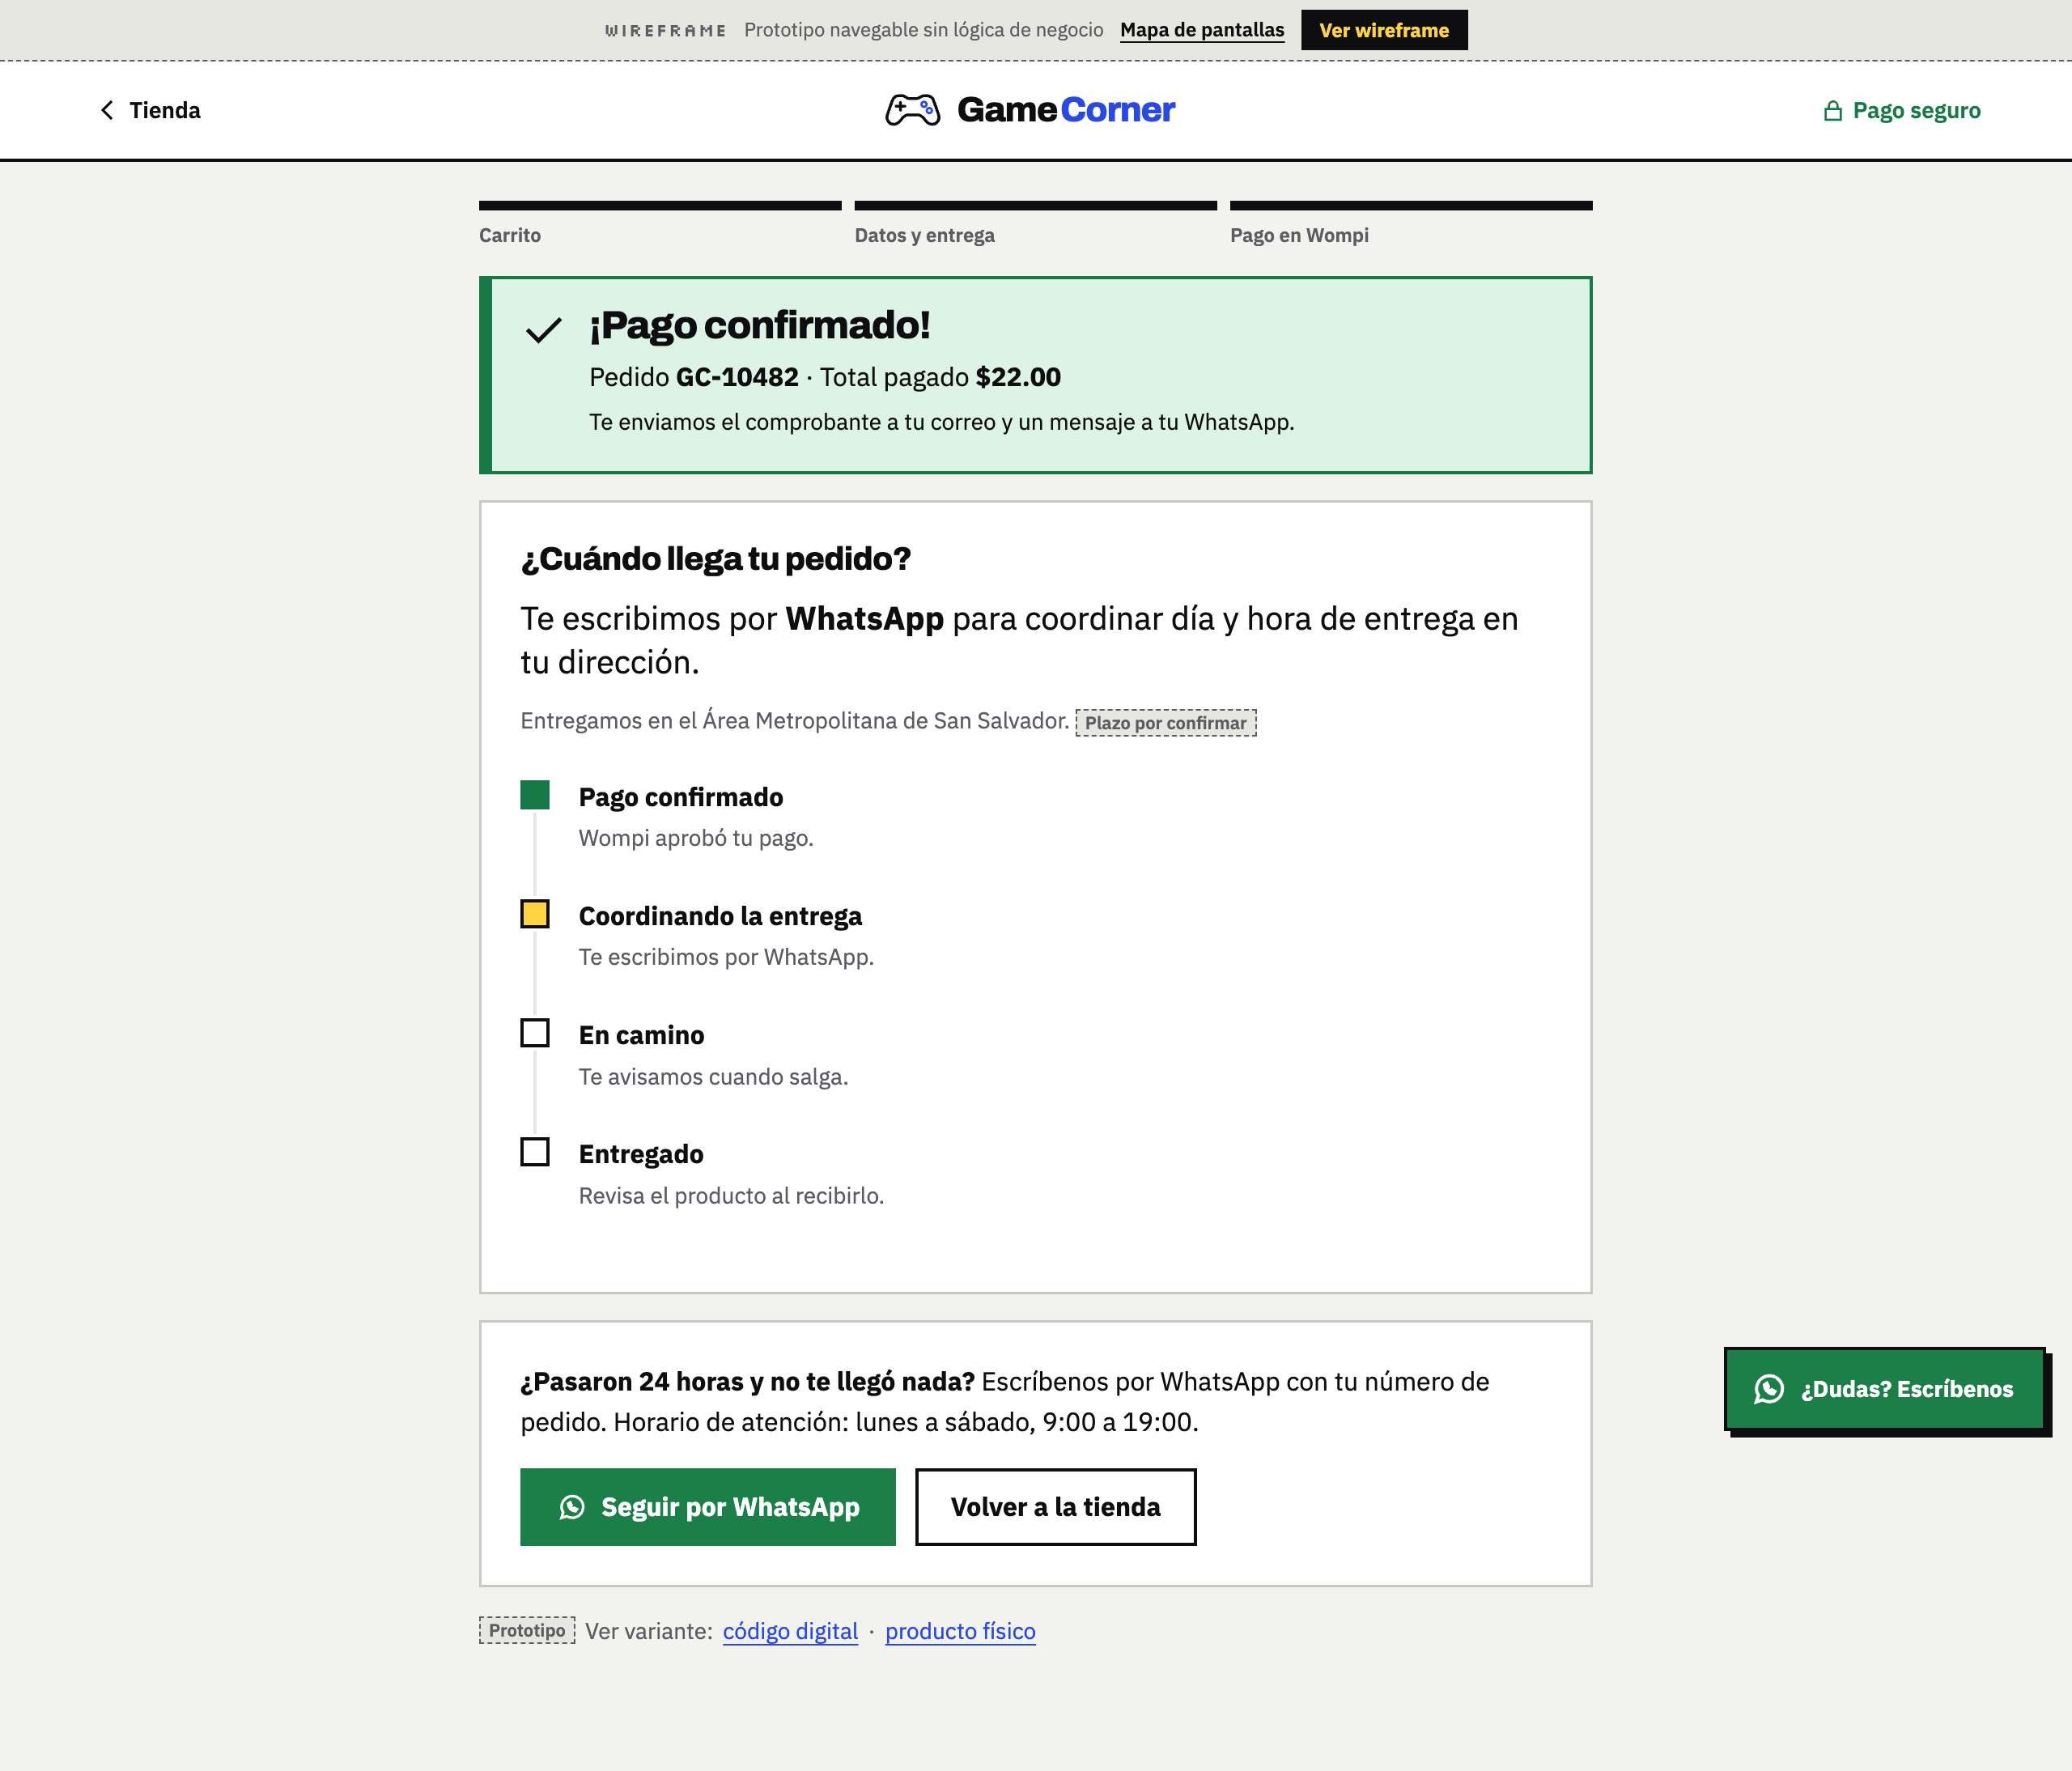 WIREFRAME Prototipo navegable sin lógica de negocio Mapa de pantallas Ver wireframe
Tienda
GameCorner
Pago seguro
Carrito
Datos y entrega
Pago en Wompi
¡Pago confirmado!
Pedido GC-10482 · Total pagado $22.00
Te enviamos el comprobante a tu correo y un mensaje a tu WhatsApp.
¿Cuándo llega tu pedido?
Te escribimos por WhatsApp para coordinar día y hora de entrega en
tu dirección.
Entregamos en el Área Metropolitana de San Salvador. Plazo por confirmar
Pago confirmado
Wompi aprobó tu pago.
Coordinando la entrega
Te escribimos por WhatsApp.
En camino
Te avisamos cuando salga.
Entregado
Revisa el producto al recibirlo.
¿Pasaron 24 horas y no te llegó nada? Escríbenos por WhatsApp con tu número de
pedido. Horario de atención: lunes a sábado, 9:00 a 19:00.
Seguir por WhatsApp
Volver a la tienda
¿Dudas? Escríbenos
Prototipo Ver variante: código digital · producto físico